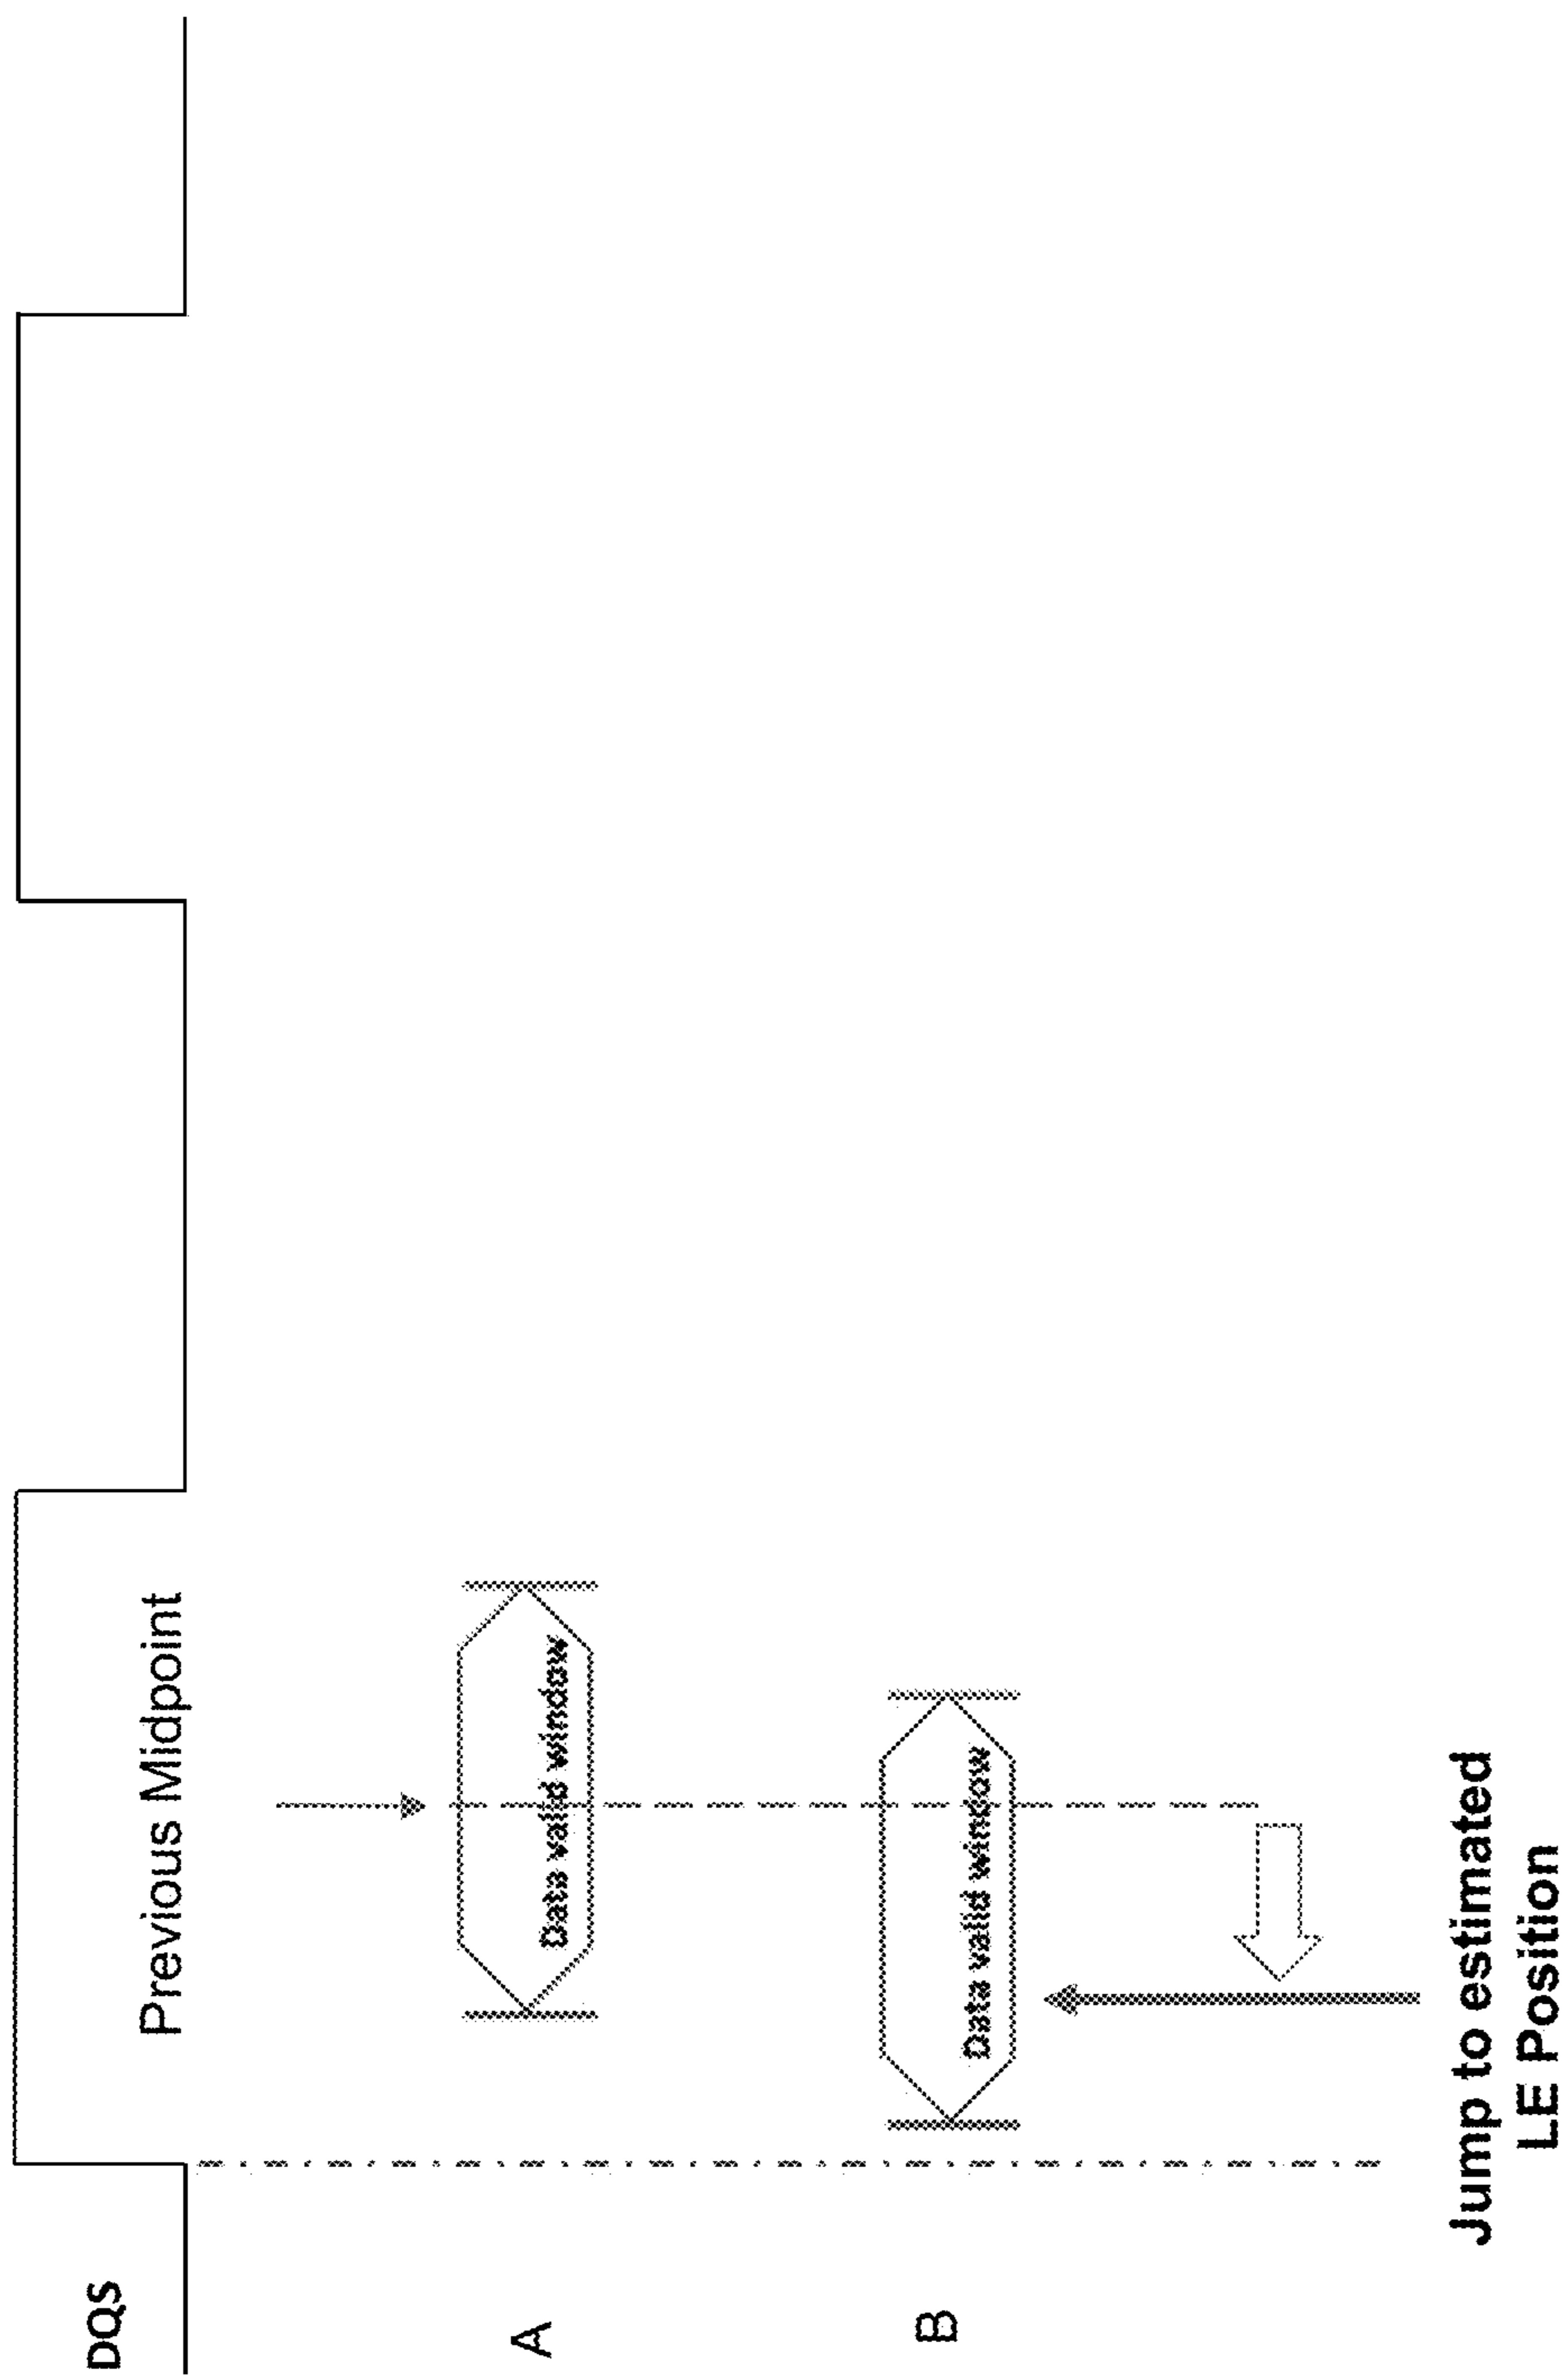 DQS
Previous Midpoint
A
Data valid window
B
Data valid window
Jump to estimated
LE Position